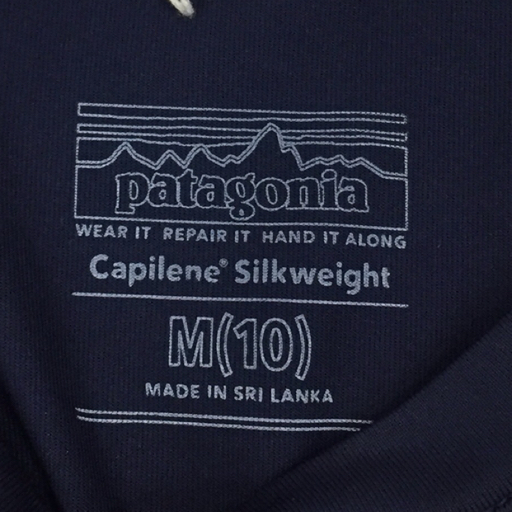 patagonia
WEAR IT REPAIR IT HAND IT ALONG
Capilene® Silkweight
M(10)
MADE IN SRI LANKA